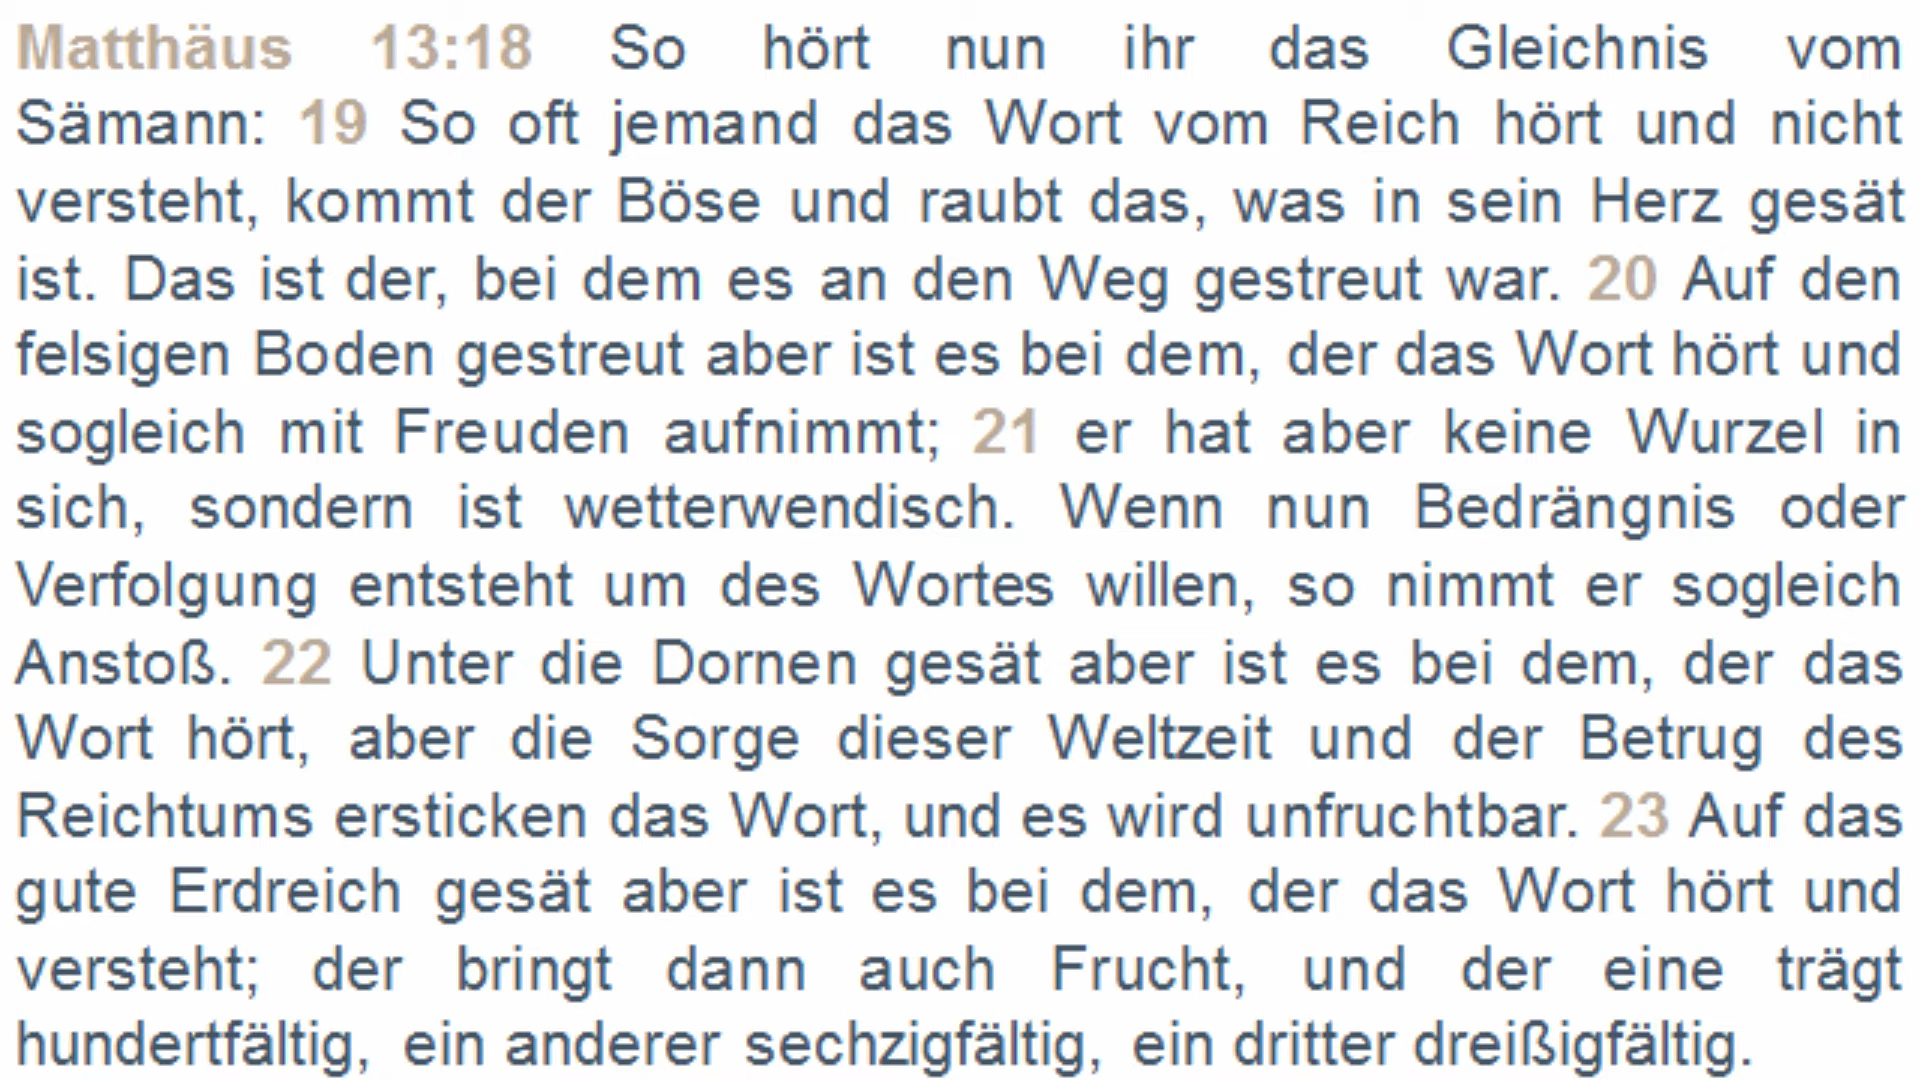 Matthäus 13:18 So hört nun ihr das Gleichnis vom
Sämann: 19 So oft jemand das Wort vom Reich hört und nicht
versteht, kommt der Böse und raubt das, was in sein Herz gesät
ist. Das ist der, bei dem es an den Weg gestreut war. 20 Auf den
felsigen Boden gestreut aber ist es bei dem, der das Wort hört und
sogleich mit Freuden aufnimmt; 21 er hat aber keine Wurzel in
sich, sondern ist wetterwendisch. Wenn nun Bedrängnis oder
Verfolgung entsteht um des Wortes willen, so nimmt er sogleich
Anstoß. 22 Unter die Dornen gesät aber ist es bei dem, der das
Wort hört, aber die Sorge dieser Weltzeit und der Betrug des
Reichtums ersticken das Wort, und es wird unfruchtbar. 23 Auf das
gute Erdreich gesät aber ist es bei dem, der das Wort hört und
versteht; der bringt dann auch Frucht, und der eine trägt
hundertfältig, ein anderer sechzigfältig, ein dritter dreißigfältig.